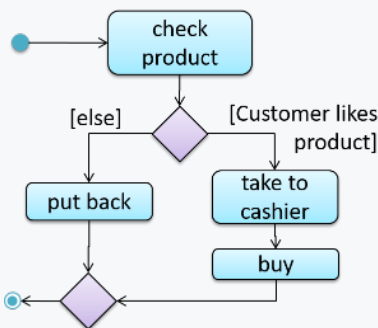 check
product
[else]
[Customer likes
product]
put back
take to
cashier
buy